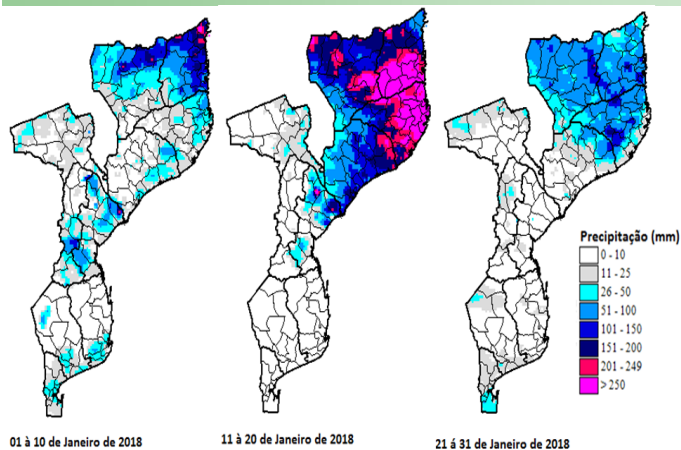 Precipitação (mm)
0 - 10
11 - 25
26 - 50
51 - 100
101 - 150
151 - 200
201 - 249
> 250
01 à 10 de Janeiro de 2018
11 à 20 de Janeiro de 2018
21 á 31 de Janeiro de 2018